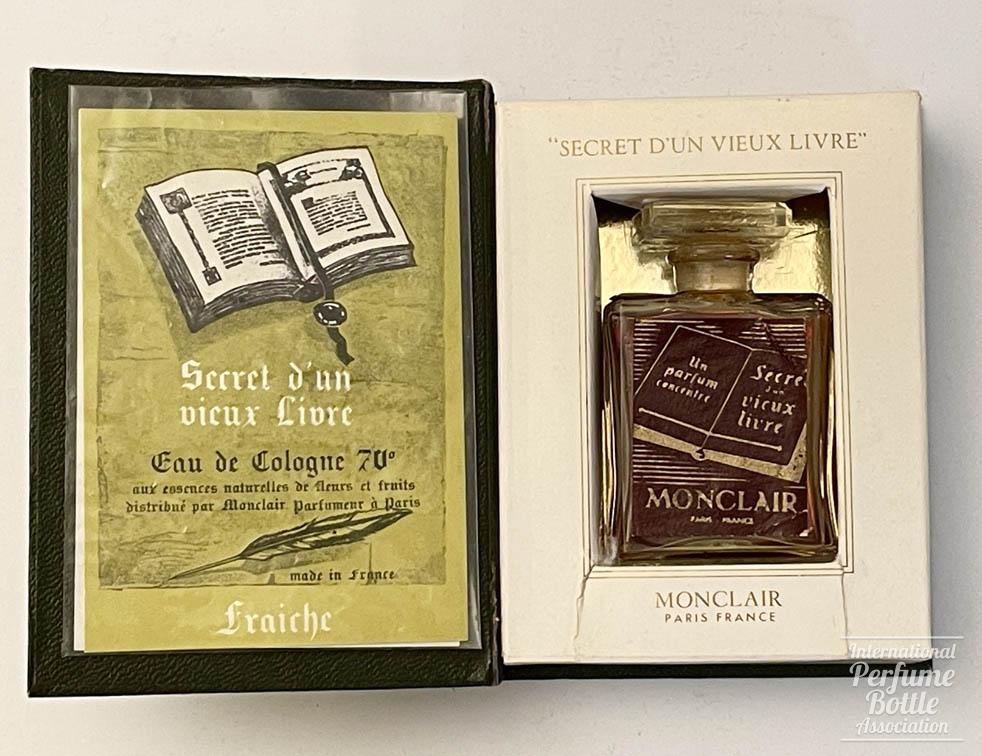 Secret d'un
vieux Livre
Eau de Cologne 70°
aux essences naturelles de fleurs et fruits
distribué par Monclair Parfumeur à Paris
made in France
Fraiche
"SECRET D'UN VIEUX LIVRE"
Un
parfum
concentré
Secre
d'un
vieux
livre
MONCLAIR
PARIS - FRANCE
MONCLAIR
PARIS FRANCE
International
Perfume
Bottle
Association